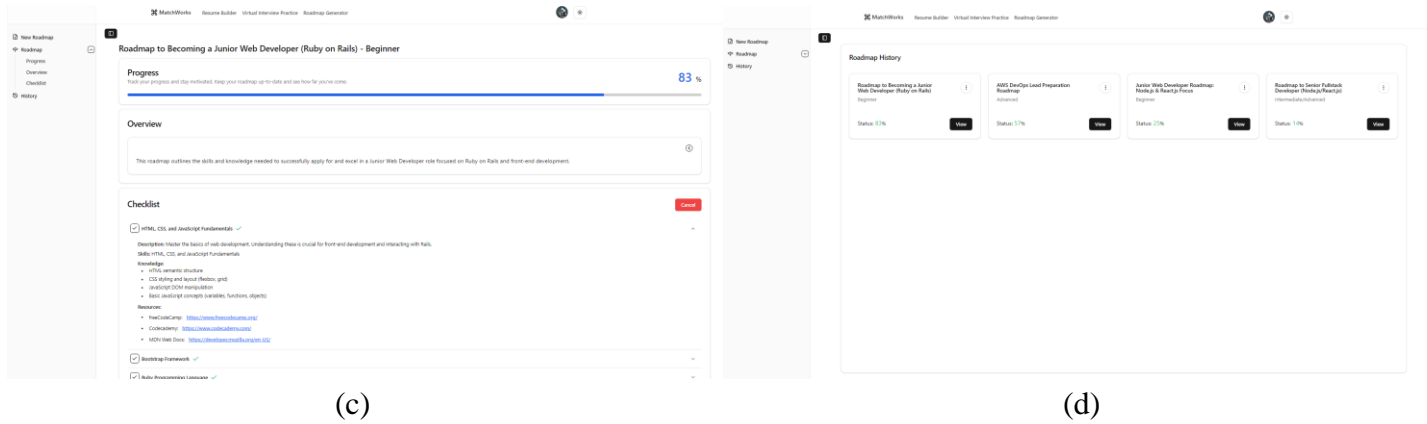 MatchWorks Resume Builder Virtual Interview Practice Roadmap Generator
New Roadmap
Roadmap
Progress
Overview
Checklist
History
Roadmap to Becoming a Junior Web Developer (Ruby on Rails) - Beginner
Progress
Track your progress and stay motivated. Keep your roadmap up-to-date and see how far you've come.
83 %
Overview
This roadmap outlines the skills and knowledge needed to successfully apply for and excel in a Junior Web Developer role focused on Ruby on Rails and front-end development.
Checklist
Cancel
HTML, CSS, and JavaScript Fundamentals
Description: Master the basics of web development. Understanding these is crucial for front-end development and interacting with Rails.
Skills: HTML, CSS, and JavaScript Fundamentals
Knowledge:
• HTML semantic structure
• CSS styling and layout (flexbox, grid)
• JavaScript DOM manipulation
• Basic JavaScript concepts (variables, functions, objects)
Resources:
• freeCodeCamp: https://www.freecodecamp.org/
• Codecademy: https://www.codecademy.com/
• MDN Web Docs: https://developer.mozilla.org/en-US/
Bootstrap Framework
Ruby Programming Language
(c)
MatchWorks Resume Builder Virtual Interview Practice Roadmap Generator
New Roadmap
Roadmap
History
Roadmap History
Roadmap to Becoming a Junior
Web Developer (Ruby on Rails)
Beginner
Status: 83%
View
AWS DevOps Lead Preparation
Roadmap
Advanced
Status: 57%
View
Junior Web Developer Roadmap:
Node.js & React.js Focus
Beginner
Status: 25%
View
Roadmap to Senior Fullstack
Developer (Node.js/React.js)
Intermediate/Advanced
Status: 14%
View
(d)